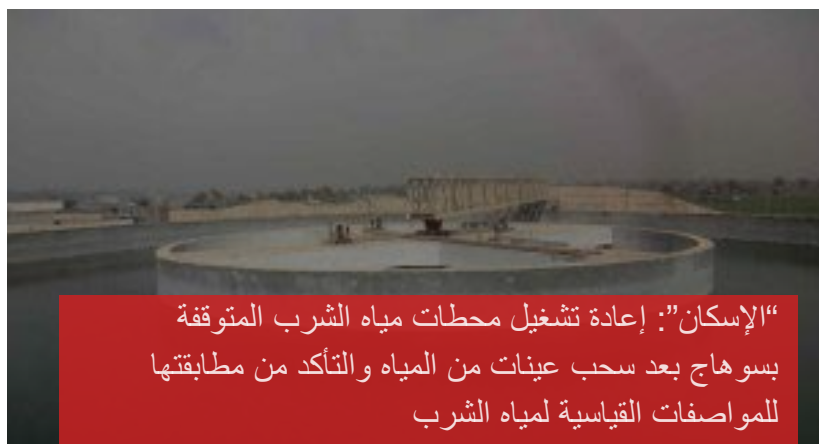 “الإسكان”: إعادة تشغيل محطات مياه الشرب المتوقفة
بسوهاج بعد سحب عينات من المياه والتأكد من مطابقتها
للمواصفات القياسية لمياه الشرب